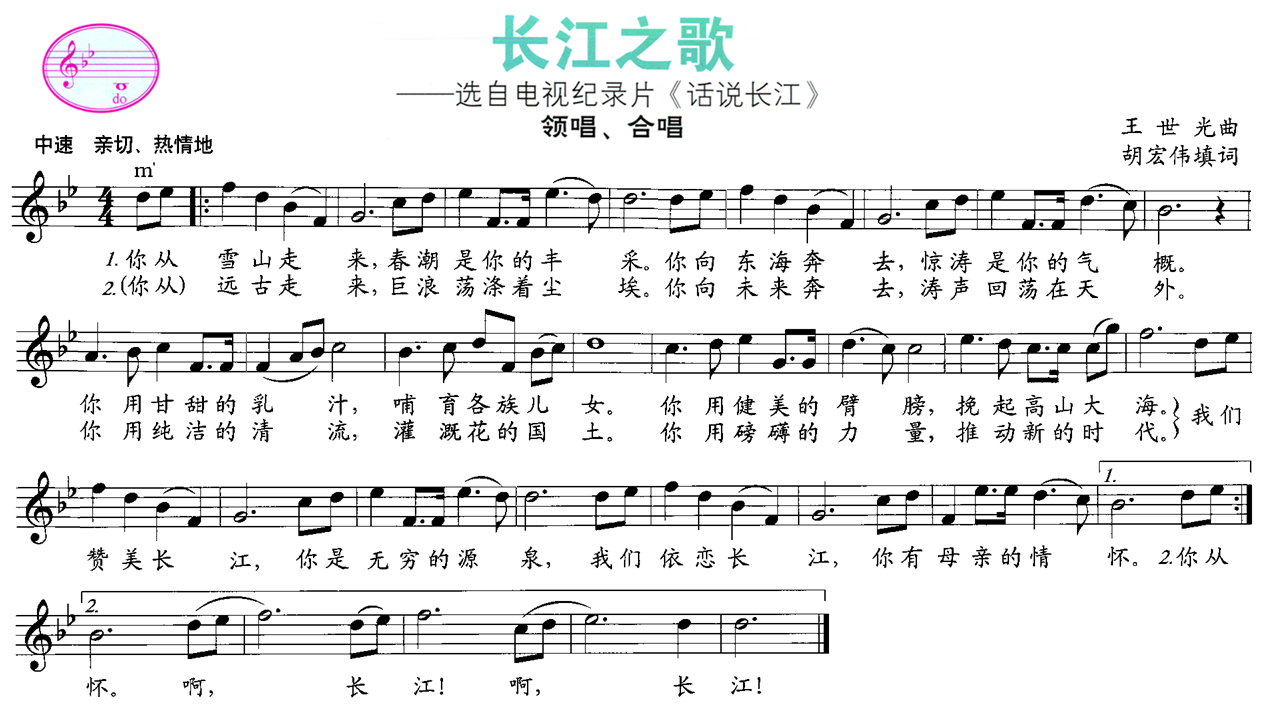 do
长江之歌
——选自电视纪录片《话说长江》
领唱、合唱
王世光曲
胡宏伟填词
中速 亲切、热情地
m'
4/4
1.你从 雪山走 来,春潮是你的丰 采。你向 东海奔 去,惊涛是你的气 概。
2.(你从) 远古走 来,巨浪荡涤着尘 埃。你向 未来奔 去,涛声回荡在天 外。
你用甘甜的乳 汁, 哺育各族儿 女。 你用健美的臂 膀,挽起高山大 海。} 我们
你用纯洁的清 流, 灌溉花的国 土。 你用磅礴的力 量,推动新的时 代。}
1.
赞美长 江, 你是无穷的源 泉, 我们依恋长 江,你有母亲的情 怀。2.你从
2.
怀。 啊, 长江! 啊, 长江!